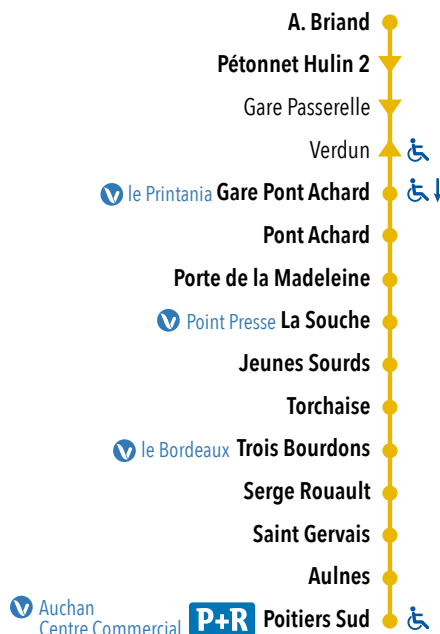 A. Briand
Pétonnet Hulin 2
Gare Passerelle
Verdun
le Printania Gare Pont Achard
Pont Achard
Porte de la Madeleine
Point Presse La Souche
Jeunes Sourds
Torchaise
le Bordeaux Trois Bourdons
Serge Rouault
Saint Gervais
Aulnes
Auchan
Centre Commercial P+R Poitiers Sud